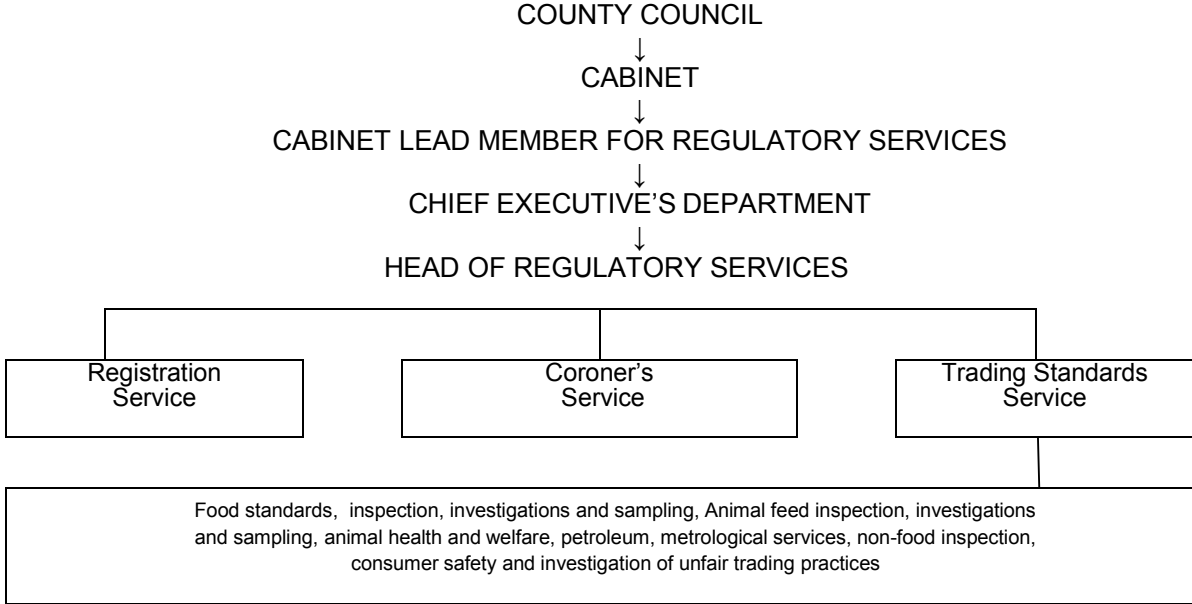 COUNTY COUNCIL
↓
CABINET
↓
CABINET LEAD MEMBER FOR REGULATORY SERVICES
↓
CHIEF EXECUTIVE’S DEPARTMENT
↓
HEAD OF REGULATORY SERVICES
Registration
Service
Coroner’s
Service
Trading Standards
Service
Food standards, inspection, investigations and sampling, Animal feed inspection, investigations
and sampling, animal health and welfare, petroleum, metrological services, non-food inspection,
consumer safety and investigation of unfair trading practices